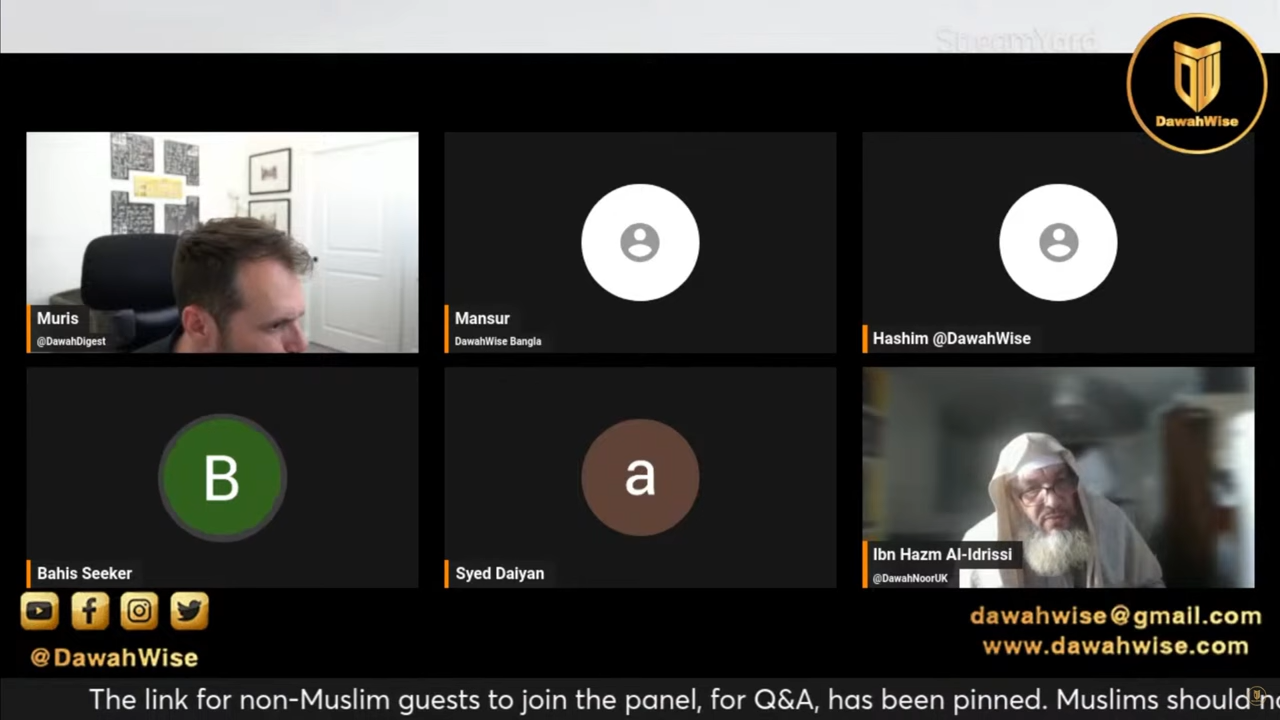 StreamYard
DawahWise
Muris
@DawahDigest
Mansur
DawahWise Bangla
Hashim @DawahWise
B
Bahis Seeker
a
Syed Daiyan
Ibn Hazm Al-Idrissi
@DawahNoorUK
@DawahWise
dawahwise@gmail.com
www.dawahwise.com
The link for non-Muslim guests to join the panel, for Q&A, has been pinned. Muslims should